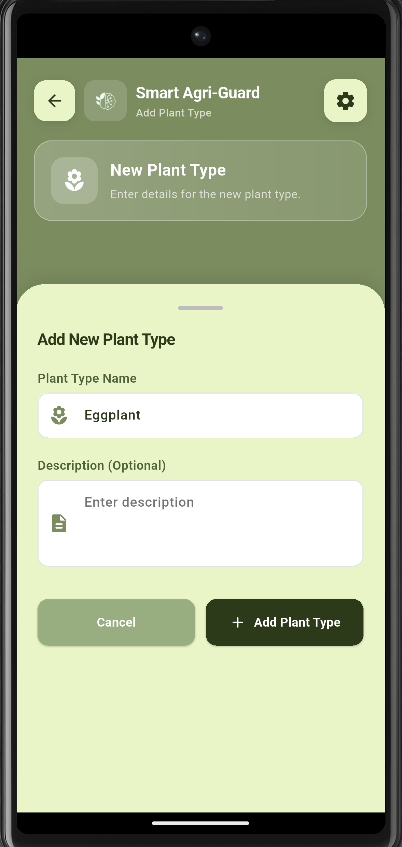 Smart Agri-Guard
Add Plant Type
New Plant Type
Enter details for the new plant type.
Add New Plant Type
Plant Type Name
Eggplant
Description (Optional)
Enter description
Cancel
Add Plant Type